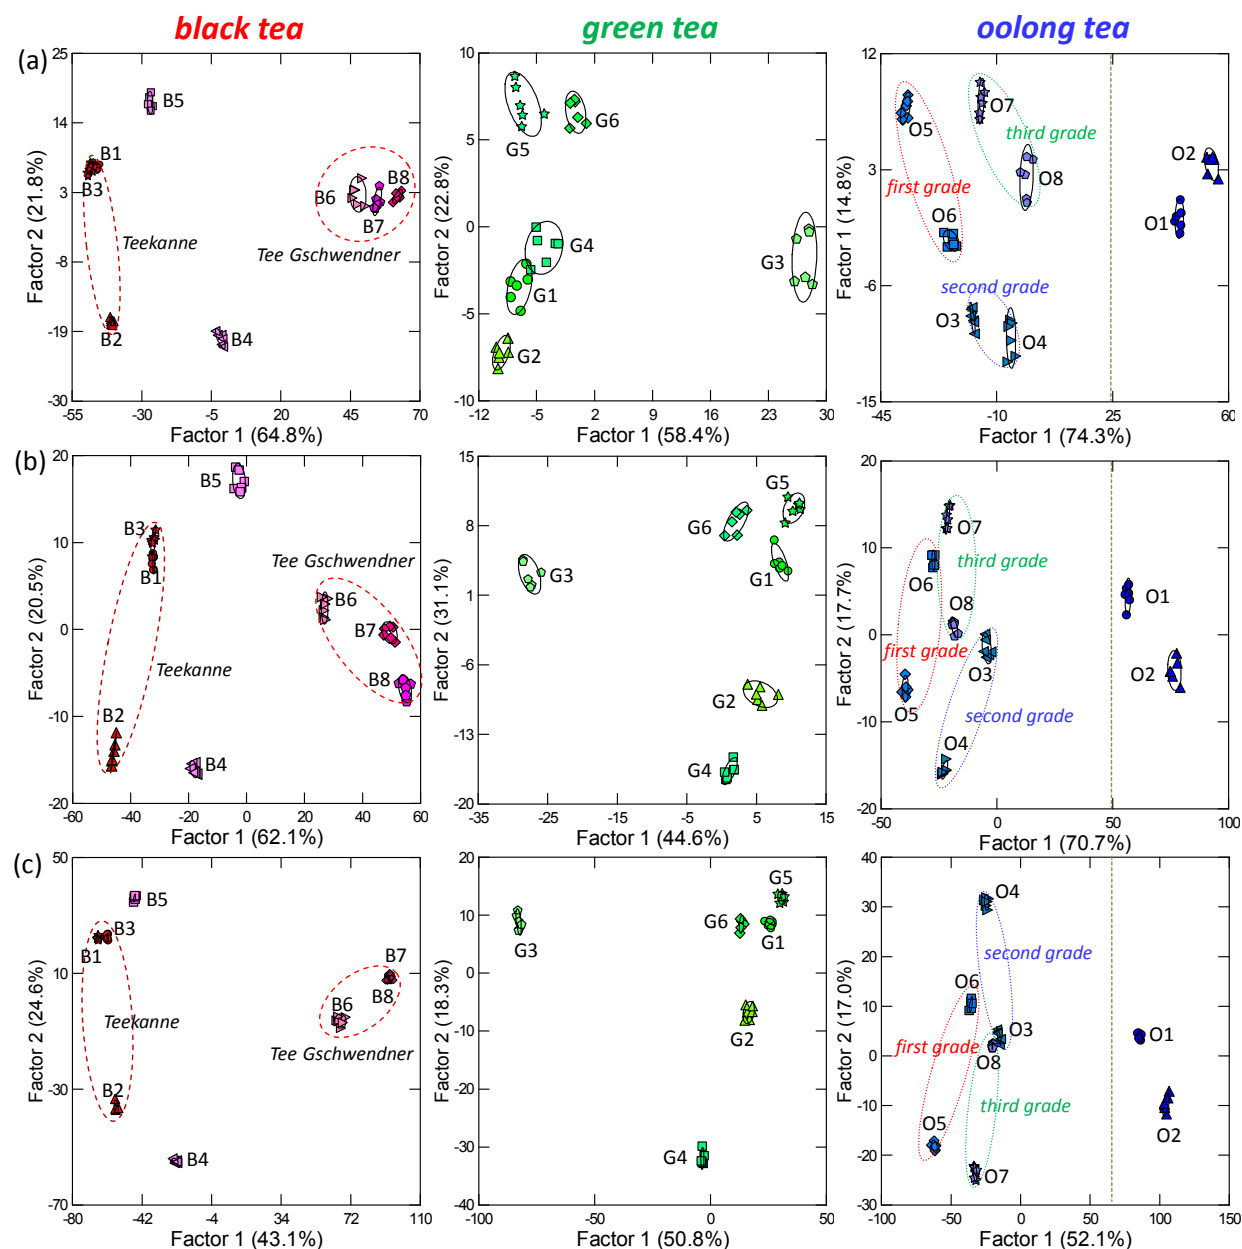 black tea
green tea
oolong tea
(a)
25
14
3
-8
-19
-30
-55
-30
-5
20
45
70
Factor 2 (21.8%)
Factor 1 (64.8%)
B5
B1
B3
Teekanne
B2
B4
B6
B8
B7
Tee Gschwendner
10
5
0
-5
-10
-12
-5
2
9
16
23
30
Factor 2 (22.8%)
Factor 1 (58.4%)
G5
G6
G4
G1
G2
G3
12
3
-6
-15
-45
-10
25
60
Factor 1 (14.8%)
Factor 1 (74.3%)
O5
O7
third grade
O8
first grade
O6
second grade
O3
O4
O2
O1
(b)
20
10
0
-10
-20
-60
-40
-20
0
20
40
60
Factor 2 (20.5%)
Factor 1 (62.1%)
B5
B3
B1
Tee Gschwendner
B6
B7
Teekanne
B8
B2
B4
15
8
1
-6
-13
-20
-35
-25
-15
-5
5
15
Factor 2 (31.1%)
Factor 1 (44.6%)
G5
G6
G3
G1
G2
G4
20
10
0
-10
-20
-50
0
50
100
Factor 2 (17.7%)
Factor 1 (70.7%)
O7
third grade
O6
O8
first grade
O3
O5
second grade
O4
O1
O2
(c)
50
10
-30
-70
-80
-42
-4
34
72
110
Factor 2 (24.6%)
Factor 1 (43.1%)
B5
B3
B1
B7
B8
B6
Teekanne
Tee Gschwendner
B2
B4
20
10
0
-10
-20
-30
-40
-100
-50
0
50
Factor 2 (18.3%)
Factor 1 (50.8%)
G5
G6
G1
G3
G2
G4
40
30
20
10
0
-10
-20
-30
-100
-50
0
50
100
150
Factor 2 (17.0%)
Factor 1 (52.1%)
O4
second grade
O6
O3
first grade
O8
third grade
O5
O7
O1
O2